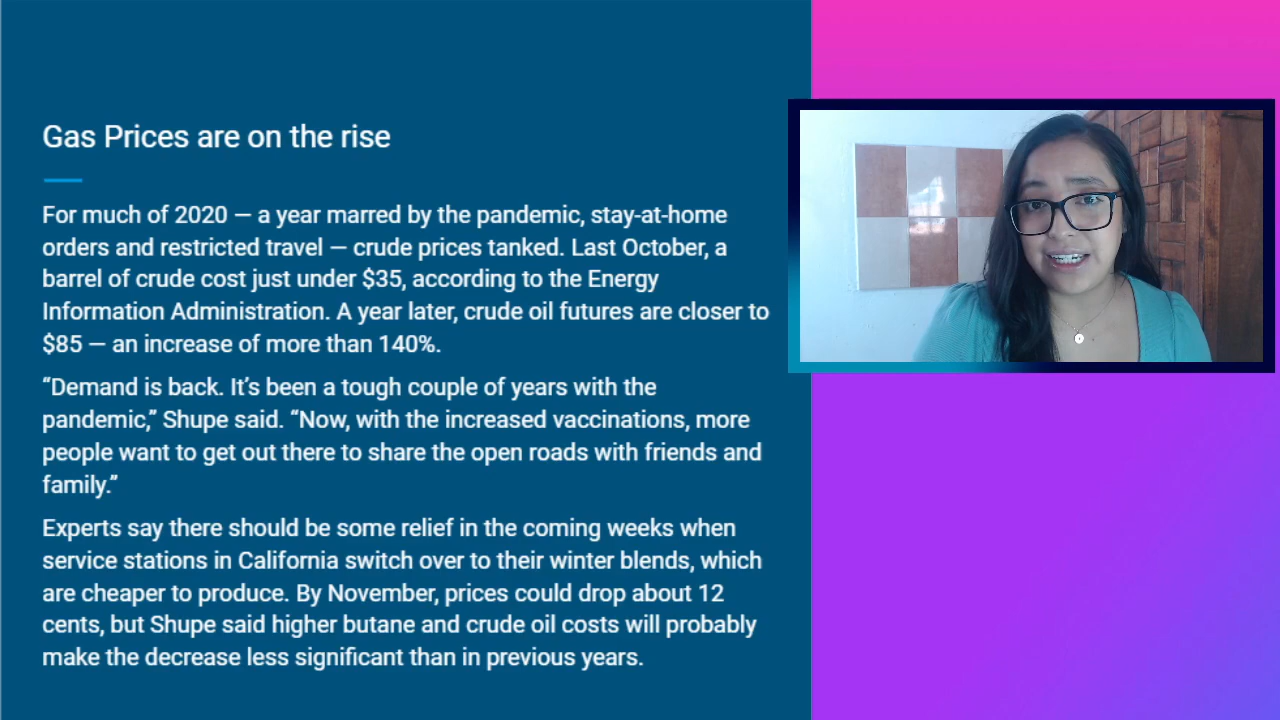 Gas Prices are on the rise
For much of 2020 — a year marred by the pandemic, stay-at-home
orders and restricted travel — crude prices tanked. Last October, a
barrel of crude cost just under $35, according to the Energy
Information Administration. A year later, crude oil futures are closer to
$85 — an increase of more than 140%.
“Demand is back. It’s been a tough couple of years with the
pandemic,” Shupe said. “Now, with the increased vaccinations, more
people want to get out there to share the open roads with friends and
family.”
Experts say there should be some relief in the coming weeks when
service stations in California switch over to their winter blends, which
are cheaper to produce. By November, prices could drop about 12
cents, but Shupe said higher butane and crude oil costs will probably
make the decrease less significant than in previous years.